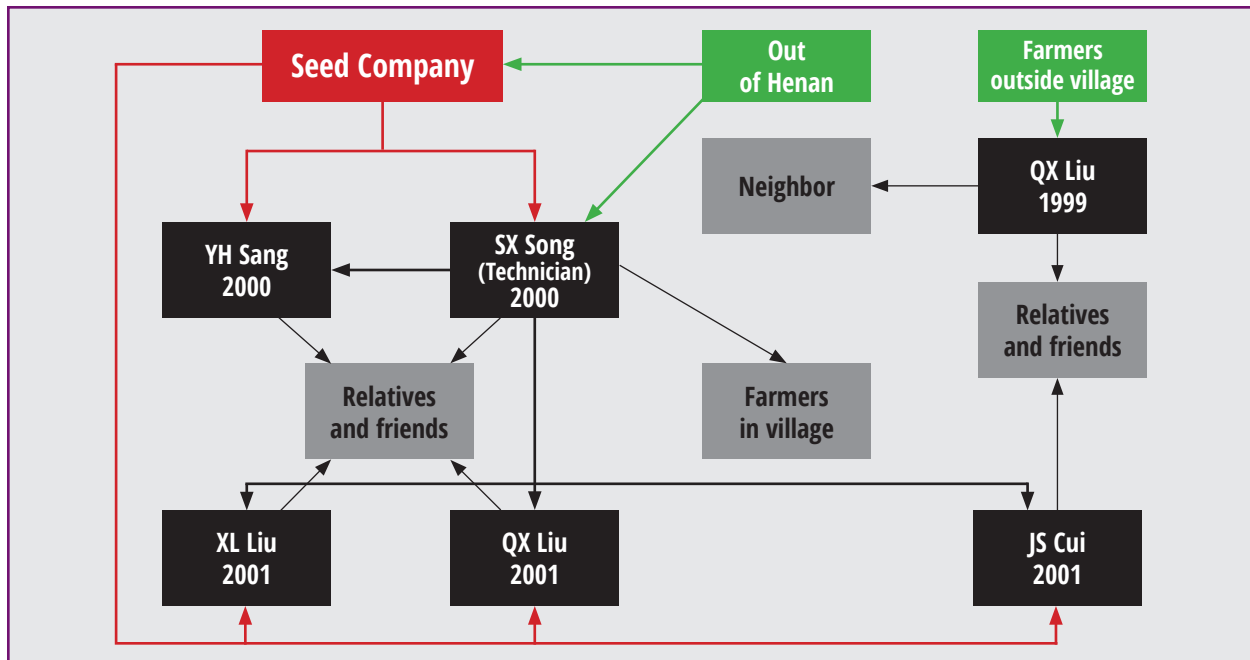 Seed Company
Out
of Henan
Farmers
outside village
Neighbor
QX Liu
1999
YH Sang
2000
SX Song
(Technician)
2000
Relatives
and friends
Relatives
and friends
Farmers
in village
XL Liu
2001
QX Liu
2001
JS Cui
2001